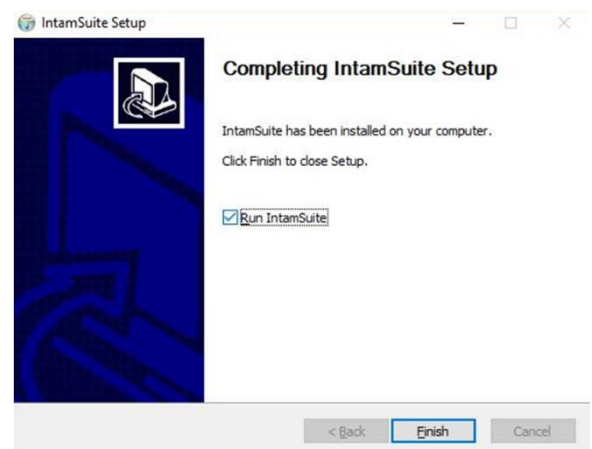 IntamSuite Setup
Completing IntamSuite Setup
IntamSuite has been installed on your computer.
Click Finish to close Setup.
Run IntamSuite
< Back Finish Cancel